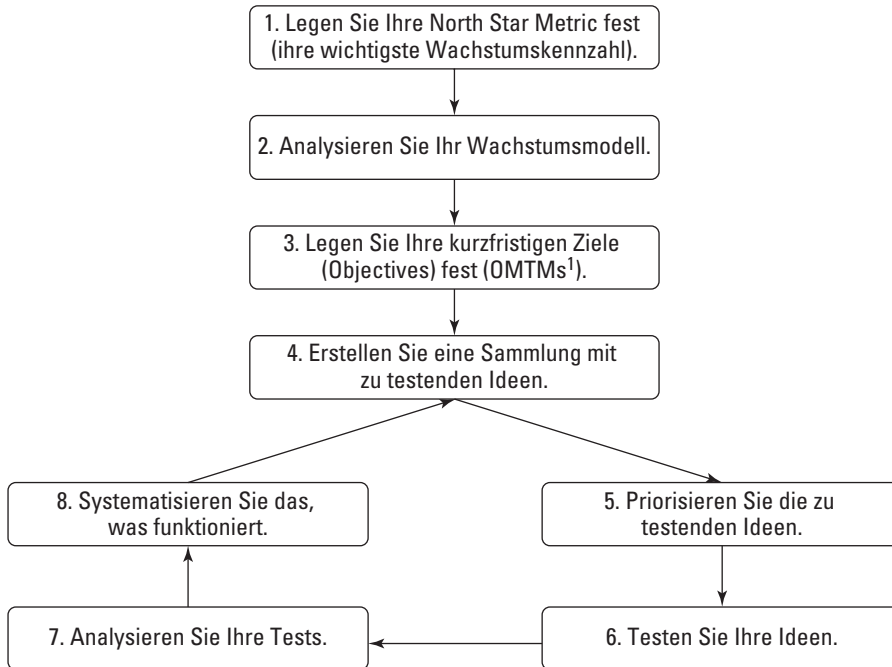 1. Legen Sie Ihre North Star Metric fest
(ihre wichtigste Wachstumskennzahl).
2. Analysieren Sie Ihr Wachstumsmodell.
3. Legen Sie Ihre kurzfristigen Ziele
(Objectives) fest (OMTMs¹).
4. Erstellen Sie eine Sammlung mit
zu testenden Ideen.
5. Priorisieren Sie die zu
testenden Ideen.
6. Testen Sie Ihre Ideen.
7. Analysieren Sie Ihre Tests.
8. Systematisieren Sie das,
was funktioniert.